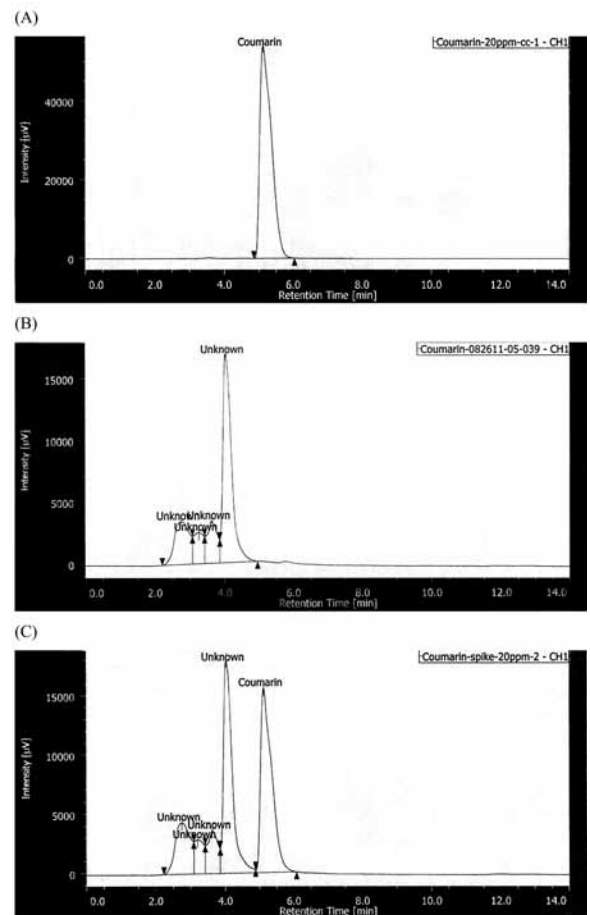 (A)
Coumarin
Coumarin-20ppm-cc-1 - CH1
Intensity [µV]
40000
20000
0
0.0 2.0 4.0 6.0 8.0 10.0 12.0 14.0
Retention Time [min]
(B)
Unknown
Coumarin-082611-05-039 - CH1
Intensity [µV]
15000
10000
5000
0
Unknown Unknown
Unknown
0.0 2.0 4.0 6.0 8.0 10.0 12.0 14.0
Retention Time [min]
(C)
Unknown
Coumarin-spike-20ppm-2 - CH1
Coumarin
Intensity [µV]
15000
10000
5000
0
Unknown
Unknown
Unknown
0.0 2.0 4.0 6.0 8.0 10.0 12.0 14.0
Retention Time [min]